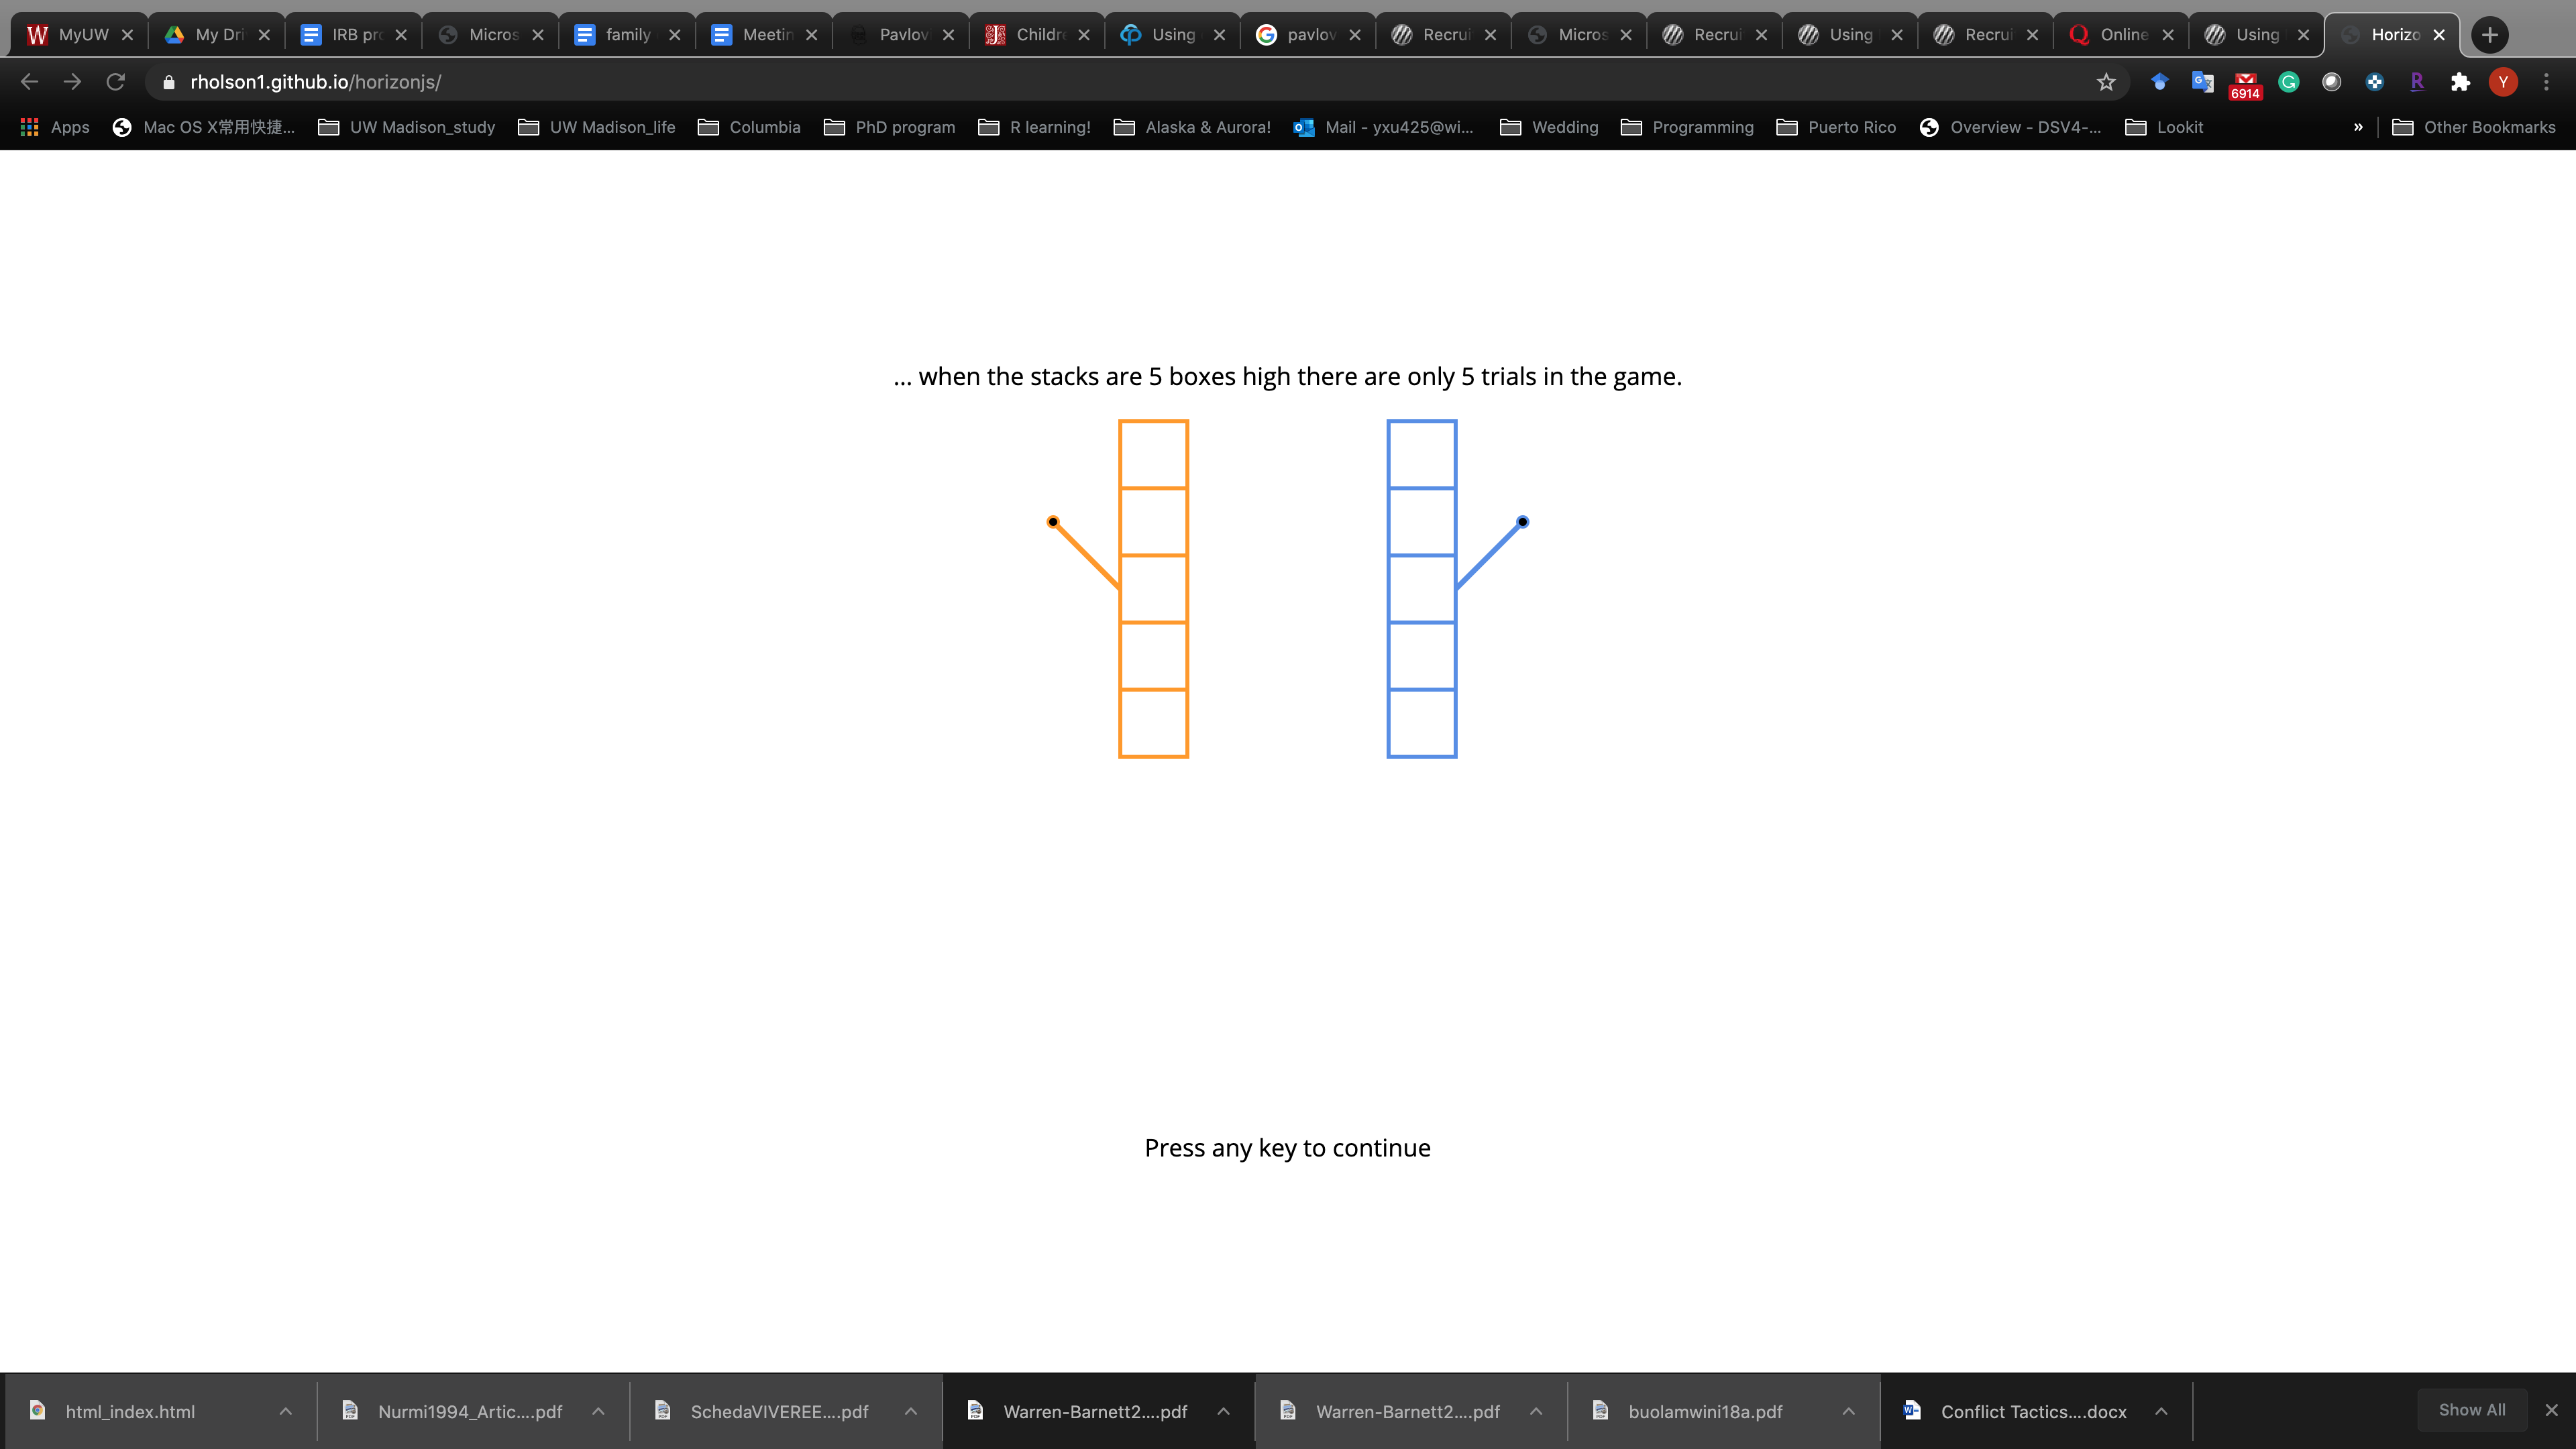 MyUW My Dri IRB pro Micros family Meetin Pavlov Childre Using pavlov Recrui Micros Recrui Using Recrui Online Using Horizo
rholson1.github.io/horizonjs/
6914 R Y
Apps Mac OS X常用快捷... UW Madison_study UW Madison_life Columbia PhD program R learning! Alaska & Aurora! Mail - yxu425@wi... Wedding Programming Puerto Rico Overview - DSV4-... Lookit » Other Bookmarks
... when the stacks are 5 boxes high there are only 5 trials in the game.
Press any key to continue
html_index.html Nurmi1994_Artic....pdf SchedaVIVEREE....pdf Warren-Barnett2....pdf Warren-Barnett2....pdf buolamwini18a.pdf Conflict Tactics....docx Show All